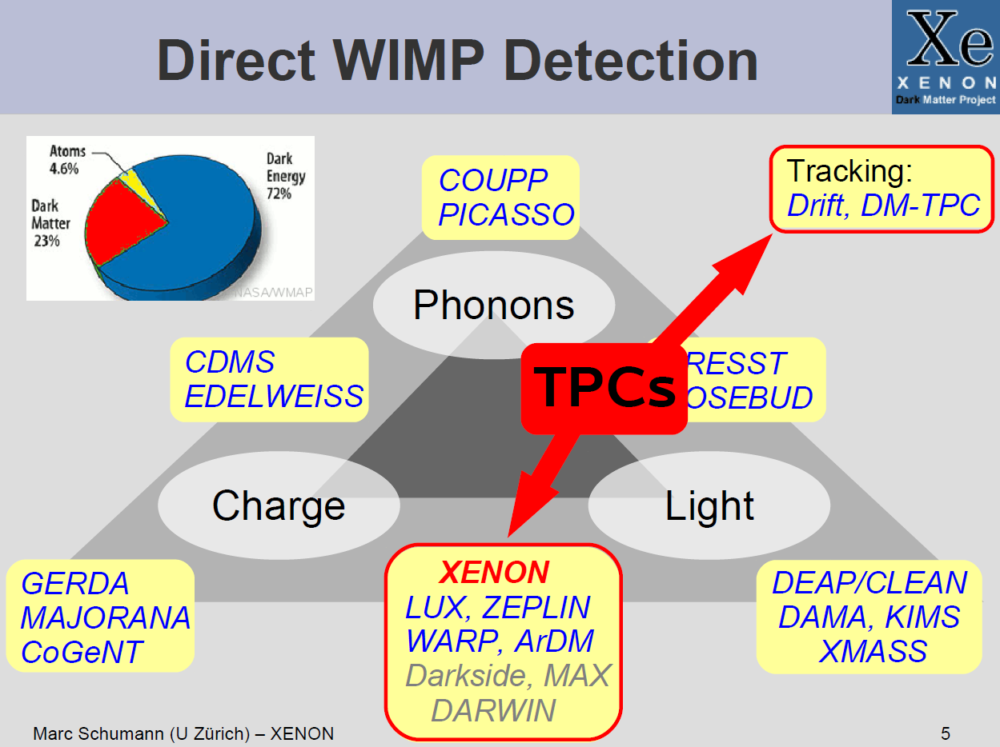 Direct WIMP Detection
Xe
XENON
Dark Matter Project
Atoms
4.6%
Dark
Energy
72%
Dark
Matter
23%
NASA/WMAP
COUPP
PICASSO
Tracking:
Drift, DM-TPC
Phonons
CDMS
EDELWEISS
TPCs
RESST
OSEBUD
Charge
Light
GERDA
MAJORANA
CoGeNT
XENON
LUX, ZEPLIN
WARP, ArDM
Darkside, MAX
DARWIN
DEAP/CLEAN
DAMA, KIMS
XMASS
Marc Schumann (U Zürich) – XENON
5